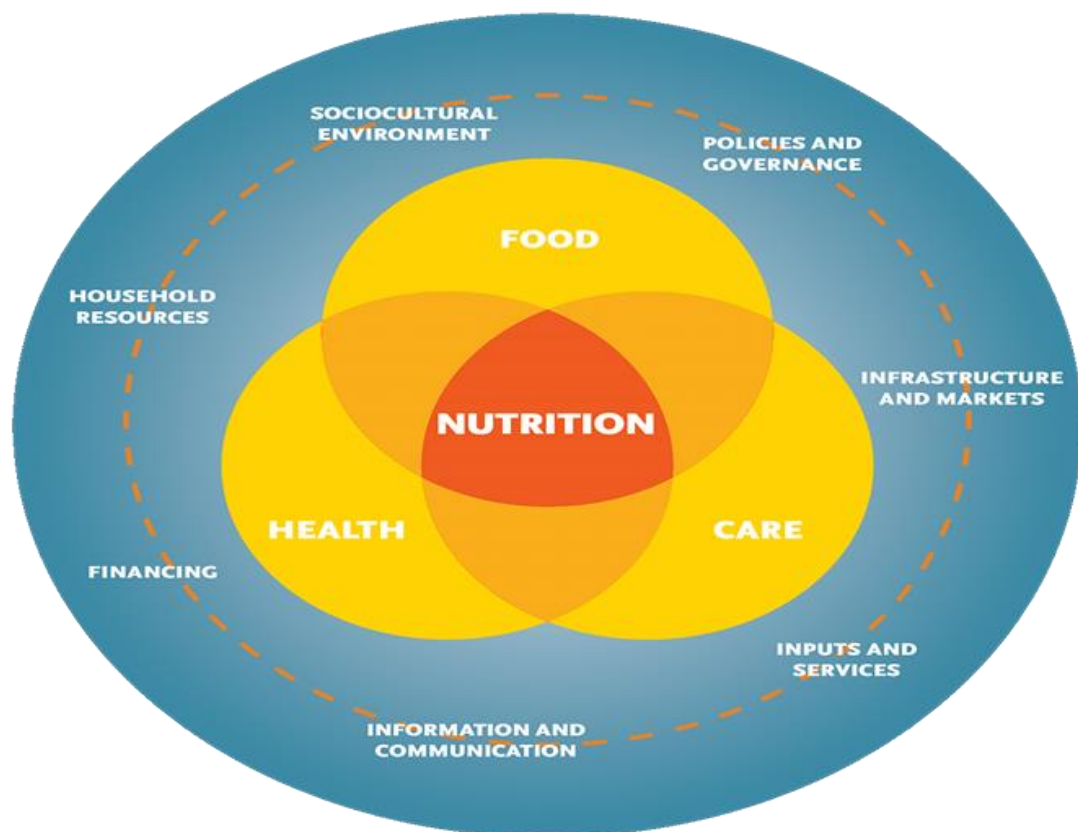 SOCIOCULTURAL
ENVIRONMENT
POLICIES AND
GOVERNANCE
FOOD
HOUSEHOLD
RESOURCES
INFRASTRUCTURE
AND MARKETS
NUTRITION
HEALTH
CARE
FINANCING
INPUTS AND
SERVICES
INFORMATION AND
COMMUNICATION